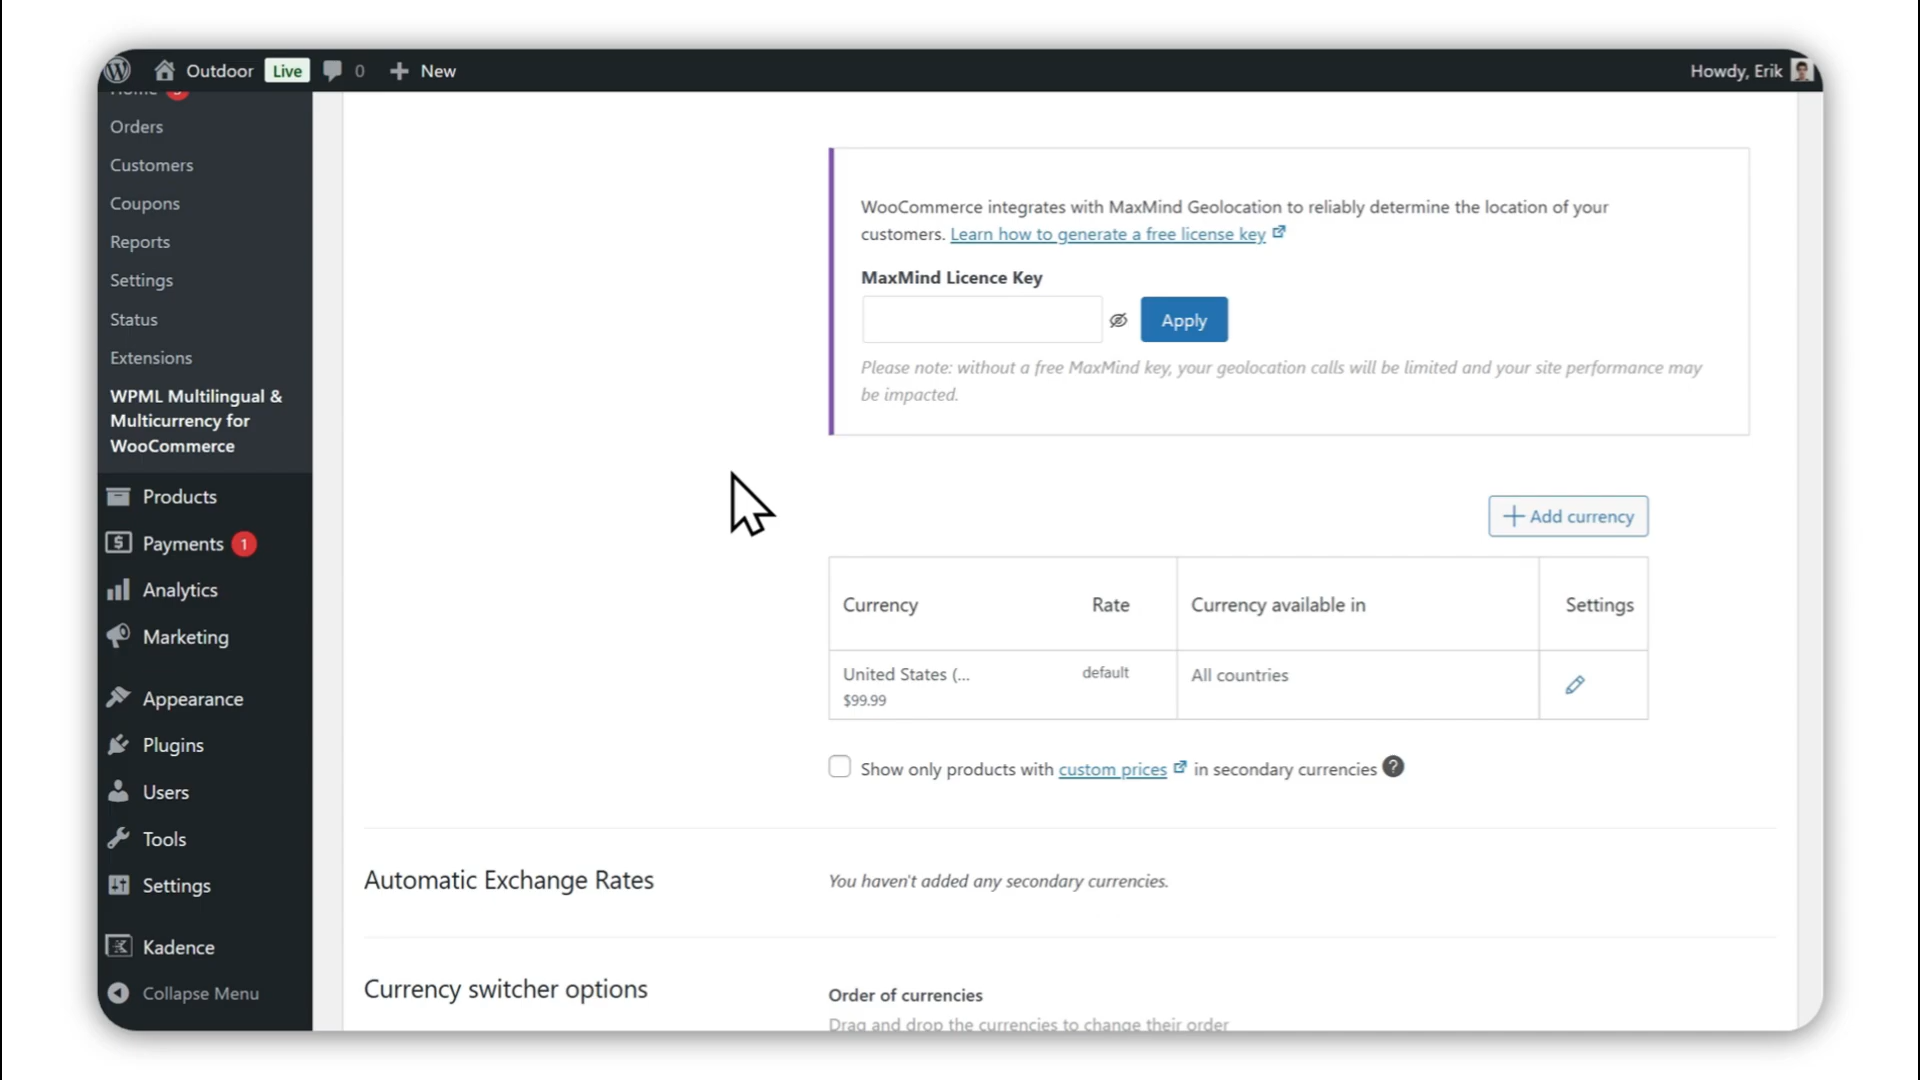 Outdoor Live 0 New
Howdy, Erik
Orders
Customers
Coupons
Reports
Settings
Status
Extensions
WPML Multilingual &
Multicurrency for
WooCommerce
Products
Payments 1
Analytics
Marketing
Appearance
Plugins
Users
Tools
Settings
Kadence
Collapse Menu
WooCommerce integrates with MaxMind Geolocation to reliably determine the location of your
customers. Learn how to generate a free license key
MaxMind Licence Key
Apply
Please note: without a free MaxMind key, your geolocation calls will be limited and your site performance may
be impacted.
Add currency
Currency Rate Currency available in Settings
United States (... default All countries
$99.99
Show only products with custom prices in secondary currencies ?
Automatic Exchange Rates
You haven't added any secondary currencies.
Currency switcher options
Order of currencies
Drag and drop the currencies to change their order